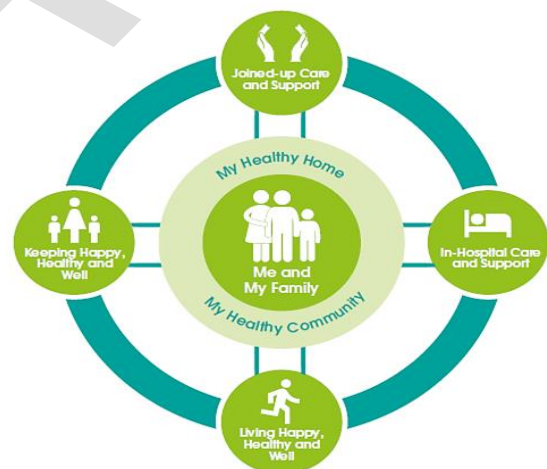 Joined-up Care
and Support
My Healthy Home
Keeping Happy,
Healthy and
Well
Me and
My Family
In-Hospital Care
and Support
My Healthy Community
Living Happy,
Healthy and
Well